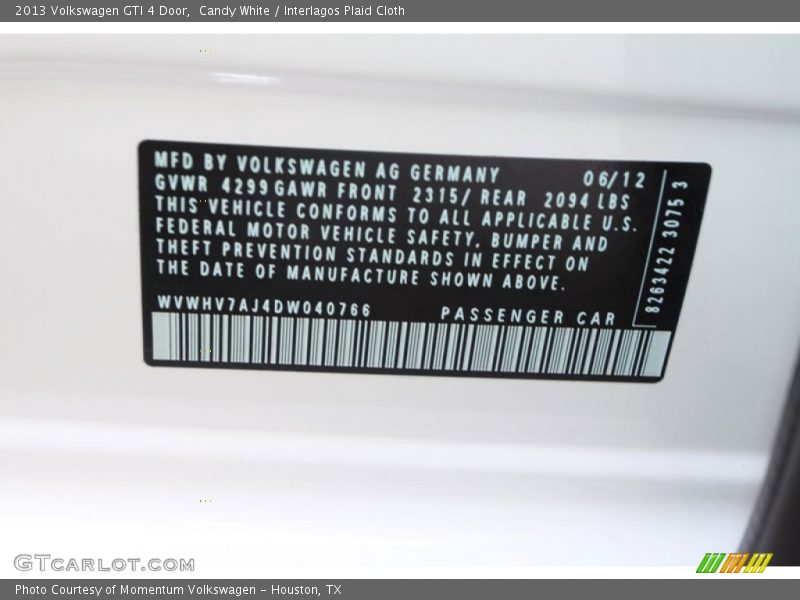 2013 Volkswagen GTI 4 Door, Candy White / Interlagos Plaid Cloth
MFD BY VOLKSWAGEN AG GERMANY 06/12
GVWR 4299 GAWR FRONT 2315/ REAR 2094 LBS
THIS VEHICLE CONFORMS TO ALL APPLICABLE U.S.
FEDERAL MOTOR VEHICLE SAFETY, BUMPER AND
THEFT PREVENTION STANDARDS IN EFFECT ON
THE DATE OF MANUFACTURE SHOWN ABOVE.
WVWHV7AJ4DW040766 PASSENGER CAR
8263422 3075 3
GTCARLOT.COM
Photo Courtesy of Momentum Volkswagen - Houston, TX